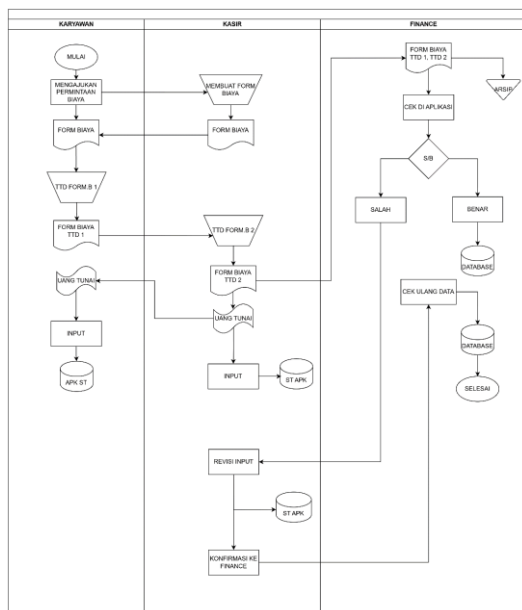 KARYAWAN
KASIR
FINANCE
MULAI
MENGAJUKAN
PERMINTAAN
BIAYA
FORM BIAYA
TTD FORM.B 1
FORM BIAYA
TTD 1
UANG TUNAI
INPUT
APK ST
MEMBUAT FORM
BIAYA
FORM BIAYA
TTD FORM.B 2
FORM BIAYA
TTD 2
UANG TUNAI
INPUT
ST APK
REVISI INPUT
ST APK
KONFIRMASI KE
FINANCE
FORM BIAYA
TTD 1, TTD 2
ARSIP
CEK DI APLIKASI
S/B
SALAH
BENAR
DATABASE
CEK ULANG DATA
DATABASE
SELESAI